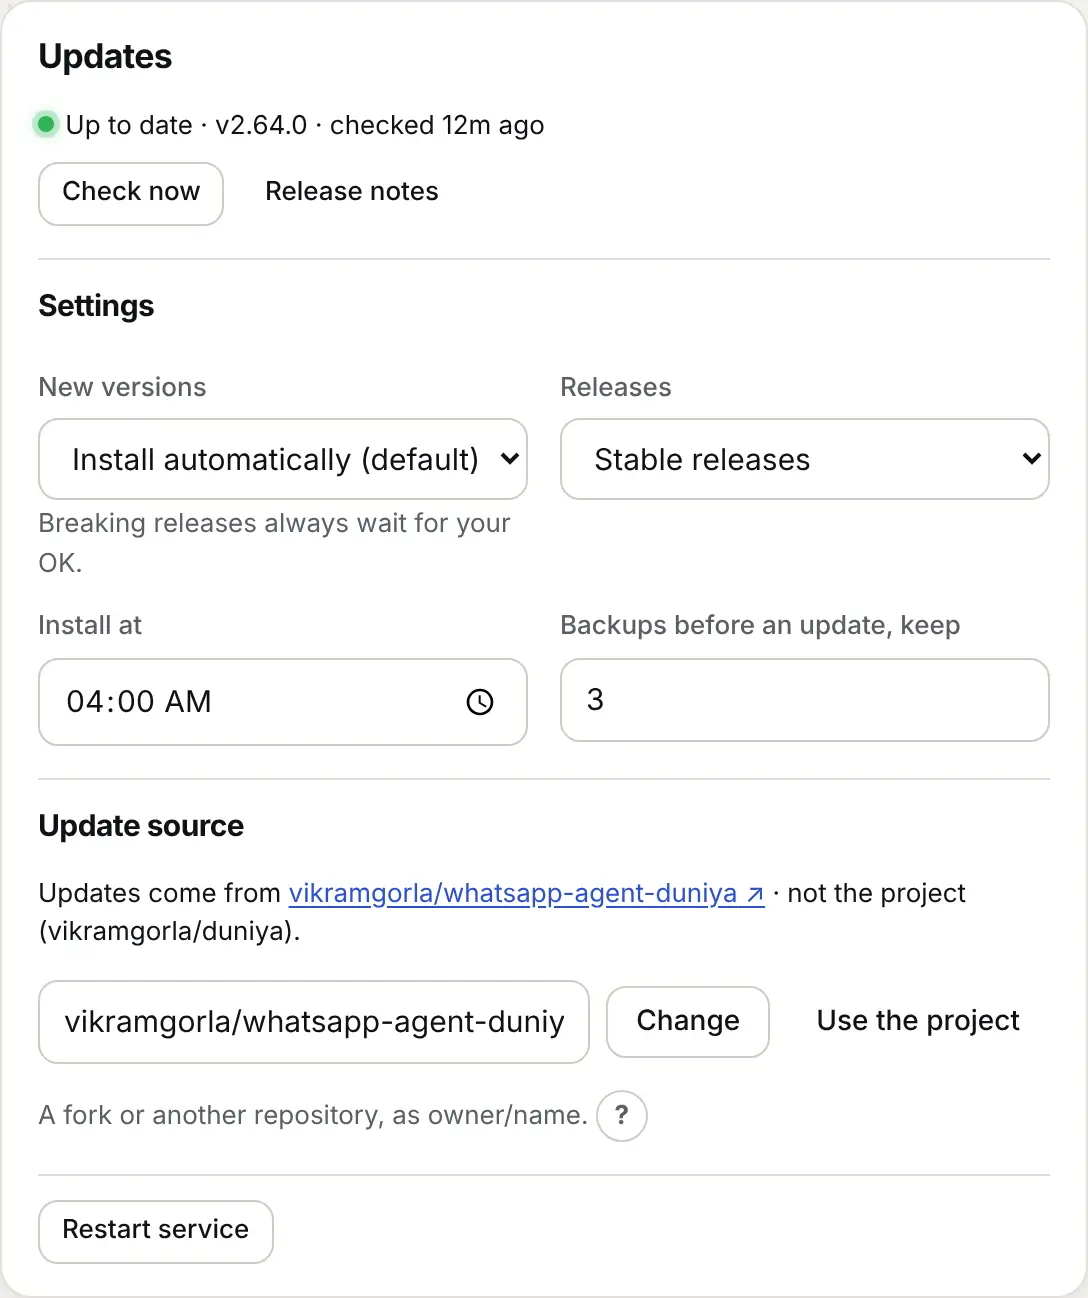 Updates
Up to date · v2.64.0 · checked 12m ago
Check now Release notes
Settings
New versions Releases
Install automatically (default) Stable releases
Breaking releases always wait for your
OK.
Install at Backups before an update, keep
04:00 AM 3
Update source
Updates come from vikramgorla/whatsapp-agent-duniya ↗ · not the project
(vikramgorla/duniya).
vikramgorla/whatsapp-agent-duniy Change Use the project
A fork or another repository, as owner/name. ?
Restart service